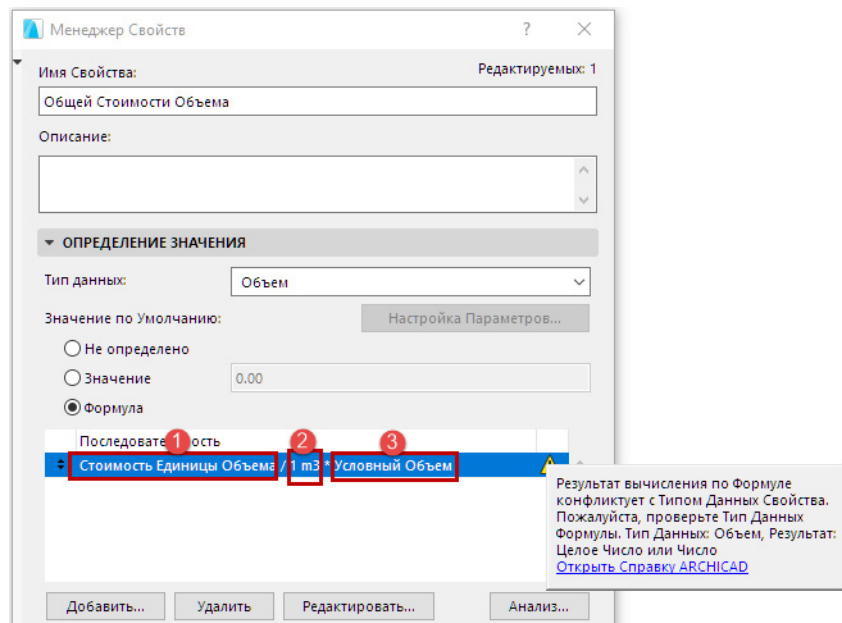 Менеджер Свойств ?
Имя Свойства: Редактируемых: 1
Общей Стоимости Объема
Описание:
ОПРЕДЕЛЕНИЕ ЗНАЧЕНИЯ
Тип данных: Объем
Значение по Умолчанию: Настройка Параметров...
Не определено
Значение 0.00
Формула
1 2 3
Последоват ость
Стоимость Единицы Объема / 1 m3 * Условный Объем
Результат вычисления по Формуле
конфликтует с Типом Данных Свойства.
Пожалуйста, проверьте Тип Данных
Формулы. Тип Данных: Объем, Результат:
Целое Число или Число
Открыть Справку ARCHICAD
Добавить... Удалить Редактировать... Анализ...